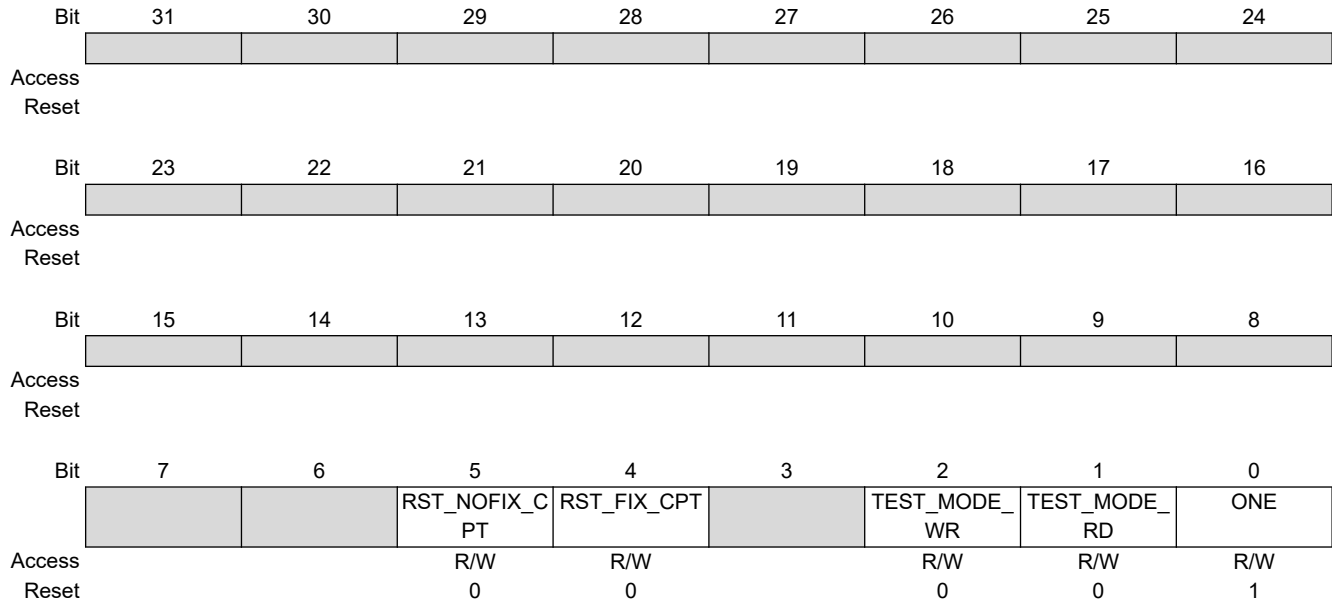 Bit 31 30 29 28 27 26 25 24
Access
Reset
Bit 23 22 21 20 19 18 17 16
Access
Reset
Bit 15 14 13 12 11 10 9 8
Access
Reset
Bit 7 6 5 4 3 2 1 0
RST_NOFIX_C RST_FIX_CPT TEST_MODE_ TEST_MODE_ ONE
PT WR RD
Access R/W R/W R/W R/W R/W
Reset 0 0 0 0 1